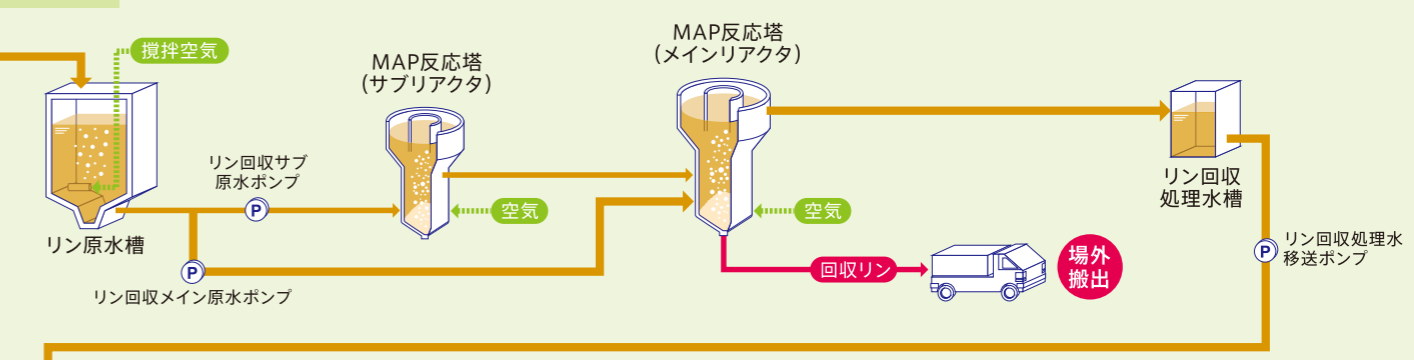 撹拌空気
リン原水槽
リン回収サブ
原水ポンプ
P
P
リン回収メイン原水ポンプ
MAP反応塔
(サブリアクタ)
空気
MAP反応塔
(メインリアクタ)
空気
回収リン
場外
搬出
リン回収
処理水槽
P
リン回収処理水
移送ポンプ